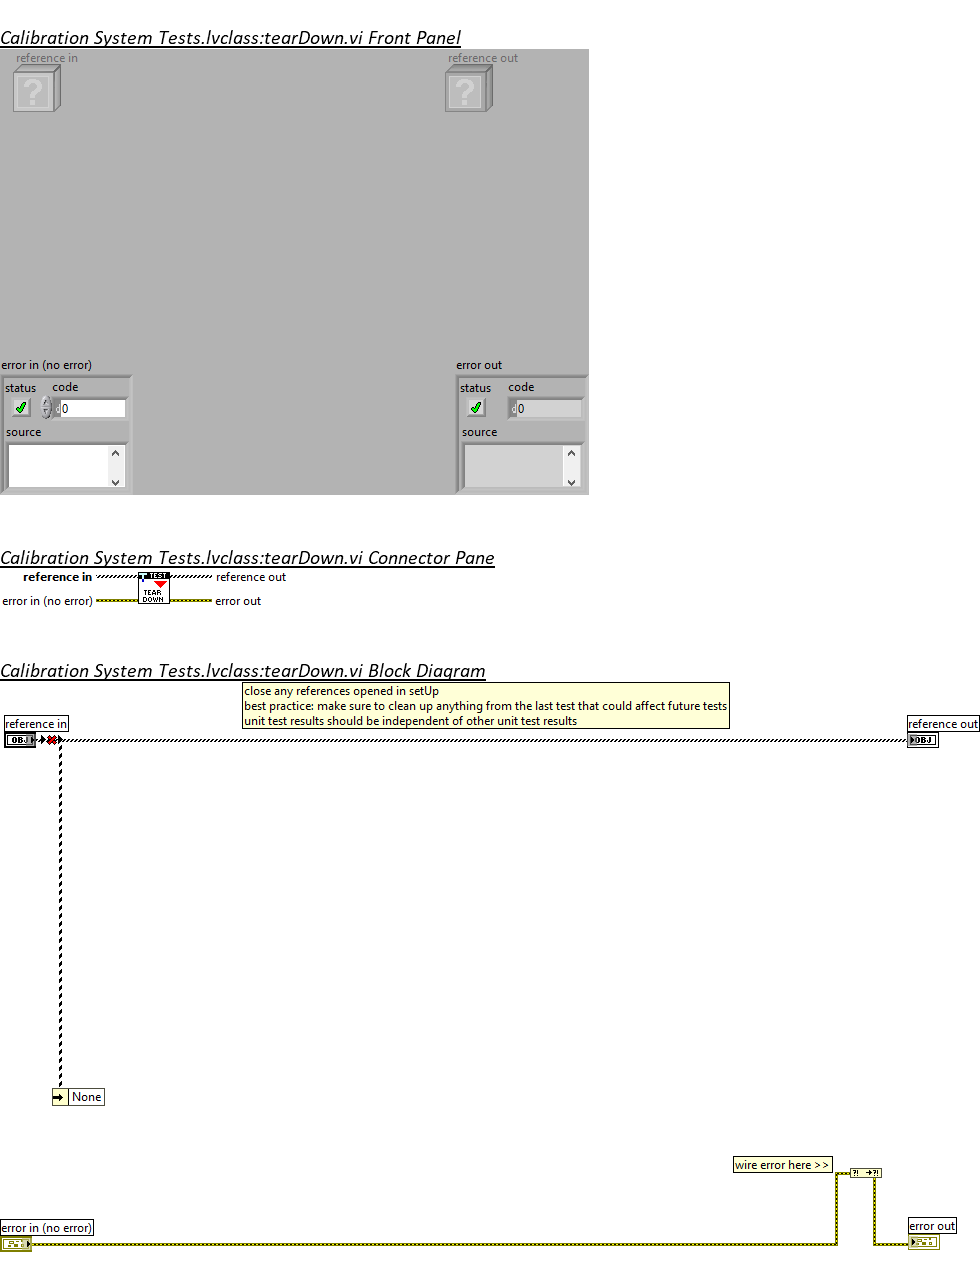 Calibration System Tests.lvclass:tearDown.vi Front Panel
reference in
reference out
?
?
error in (no error)
error out
status code
status code
d 0
d 0
source
source
Calibration System Tests.lvclass:tearDown.vi Connector Pane
reference in
TEST
reference out
error in (no error)
TEAR
DOWN
error out
Calibration System Tests.lvclass:tearDown.vi Block Diagram
close any references opened in setUp
best practice: make sure to clean up anything from the last test that could affect future tests
unit test results should be independent of other unit test results
reference in
reference out
OBJ
OBJ
None
wire error here >>
?! ?!
error in (no error)
error out